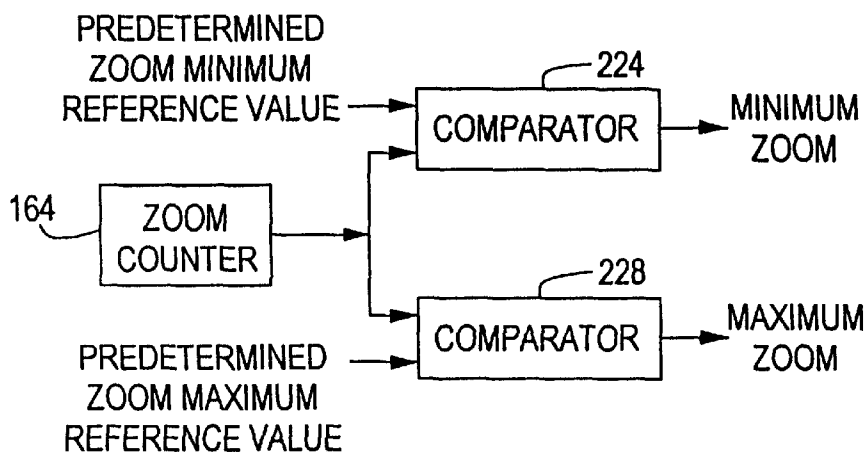 PREDETERMINED
ZOOM MINIMUM
REFERENCE VALUE
224
COMPARATOR
MINIMUM
ZOOM
164
ZOOM
COUNTER
228
COMPARATOR
MAXIMUM
ZOOM
PREDETERMINED
ZOOM MAXIMUM
REFERENCE VALUE